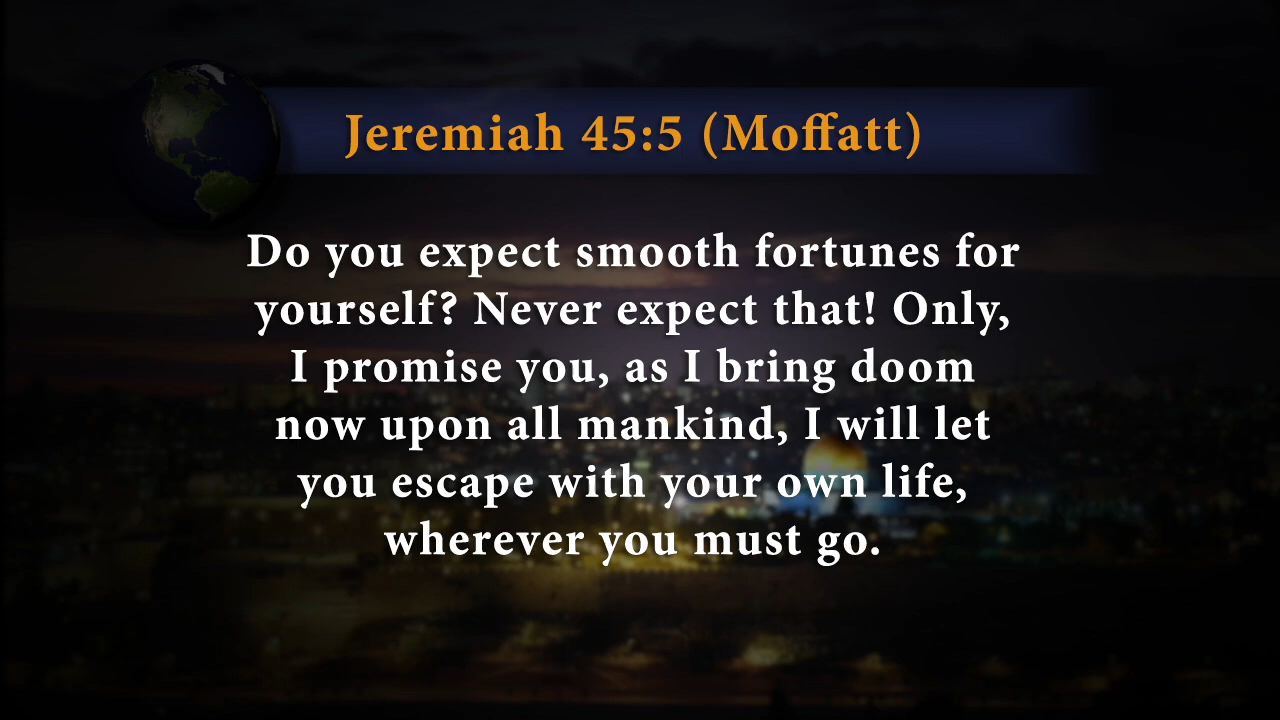 Jeremiah 45:5 (Moffatt)
Do you expect smooth fortunes for
yourself? Never expect that! Only,
I promise you, as I bring doom
now upon all mankind, I will let
you escape with your own life,
wherever you must go.